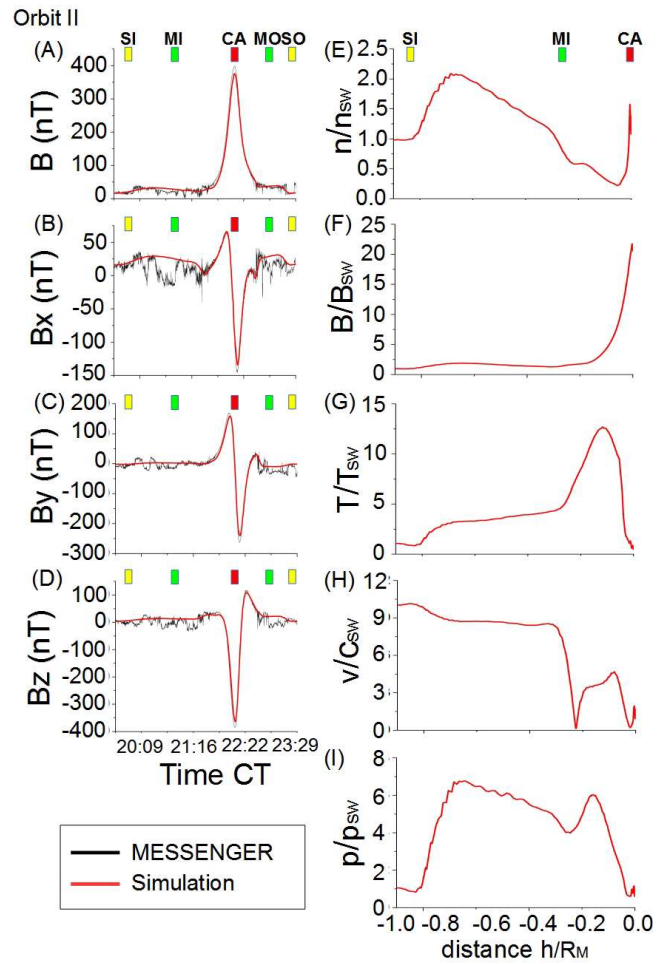 Orbit II
SI MI CA MO SO
(A)
400
300
200
100
0
B (nT)
(B)
50
0
-50
-100
-150
Bx (nT)
(C)
200
100
0
-100
-200
-300
By (nT)
(D)
100
0
-100
-200
-300
-400
Bz (nT)
20:09 21:16 22:22 23:29
Time CT
MESSENGER
Simulation
SI MI CA
(E)
2.5
2.0
1.5
1.0
0.5
0.0
n/nSW
(F)
25
20
15
10
5
0
B/BSW
(G)
15
10
5
0
T/TSW
(H)
12
9
6
3
0
v/CSW
(I)
8
6
4
2
0
p/pSW
-1.0 -0.8 -0.6 -0.4 -0.2 0.0
distance h/RM